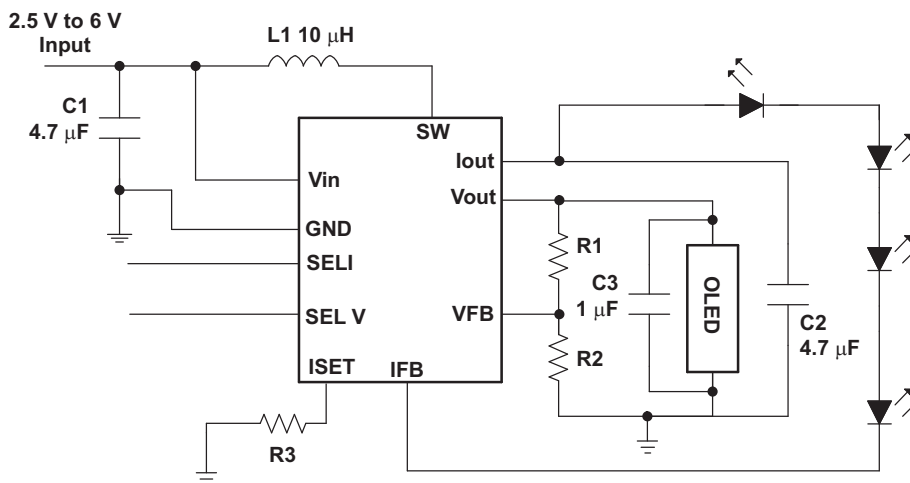 2.5 V to 6 V
Input
L1 10 μH
C1
4.7 μF
SW
Iout
Vin
Vout
GND
R1
SELI
C3
1 μF
OLED
SEL V
VFB
C2
4.7 μF
R2
ISET
IFB
R3